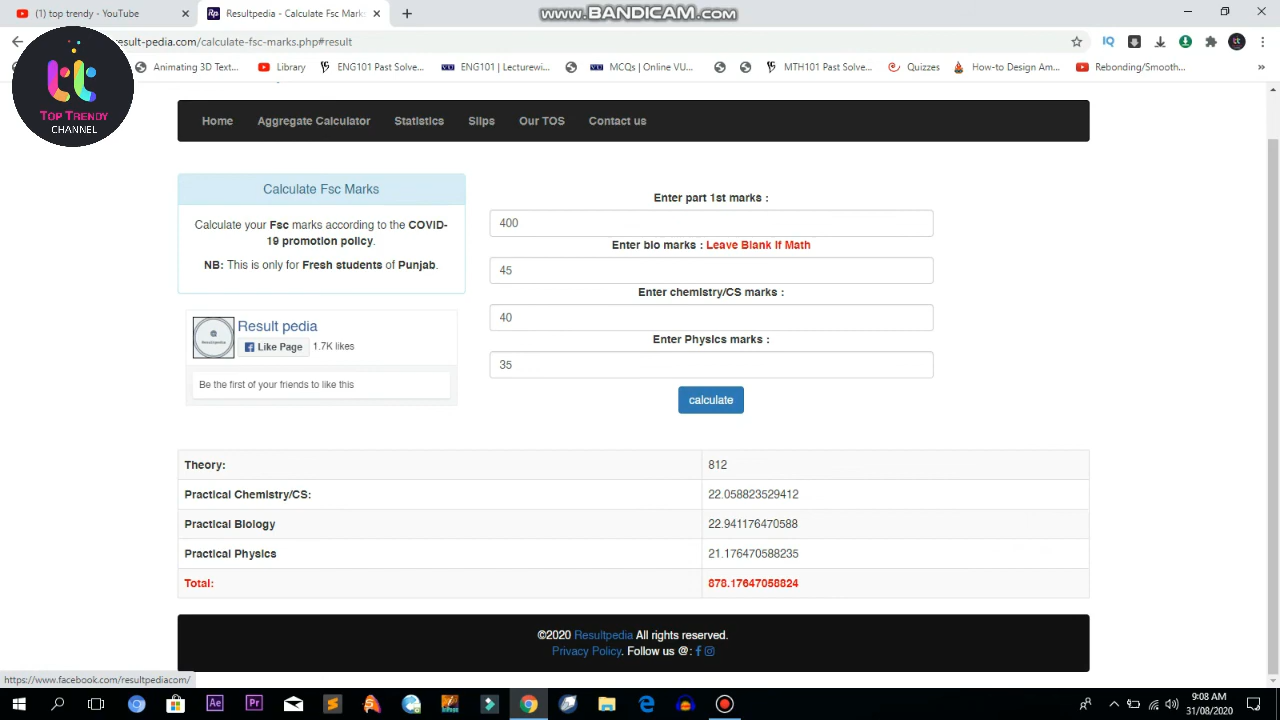 (1) top trendy - YouTube
Resultpedia - Calculate Fsc Marks
www.BANDICAM.com
result-pedia.com/calculate-fsc-marks.php#result
Animating 3D Text...
Library
ENG101 Past Solve...
ENG101 | Lecturewi...
MCQs | Online VU...
MTH101 Past Solve...
Quizzes
How-to Design Am...
Rebonding/Smooth...
TOP TRENDY
CHANNEL
Home
Aggregate Calculator
Statistics
Slips
Our TOS
Contact us
Calculate Fsc Marks
Calculate your Fsc marks according to the COVID-
19 promotion policy.
NB: This is only for Fresh students of Punjab.
Result pedia
Like Page
1.7K likes
Be the first of your friends to like this
Enter part 1st marks :
400
Enter bio marks : Leave Blank If Math
45
Enter chemistry/CS marks :
40
Enter Physics marks :
35
calculate
Theory: 812
Practical Chemistry/CS: 22.058823529412
Practical Biology 22.941176470588
Practical Physics 21.176470588235
Total: 878.17647058824
©2020 Resultpedia All rights reserved.
Privacy Policy. Follow us @:
https://www.facebook.com/resultpediacom/
9:08 AM
31/08/2020